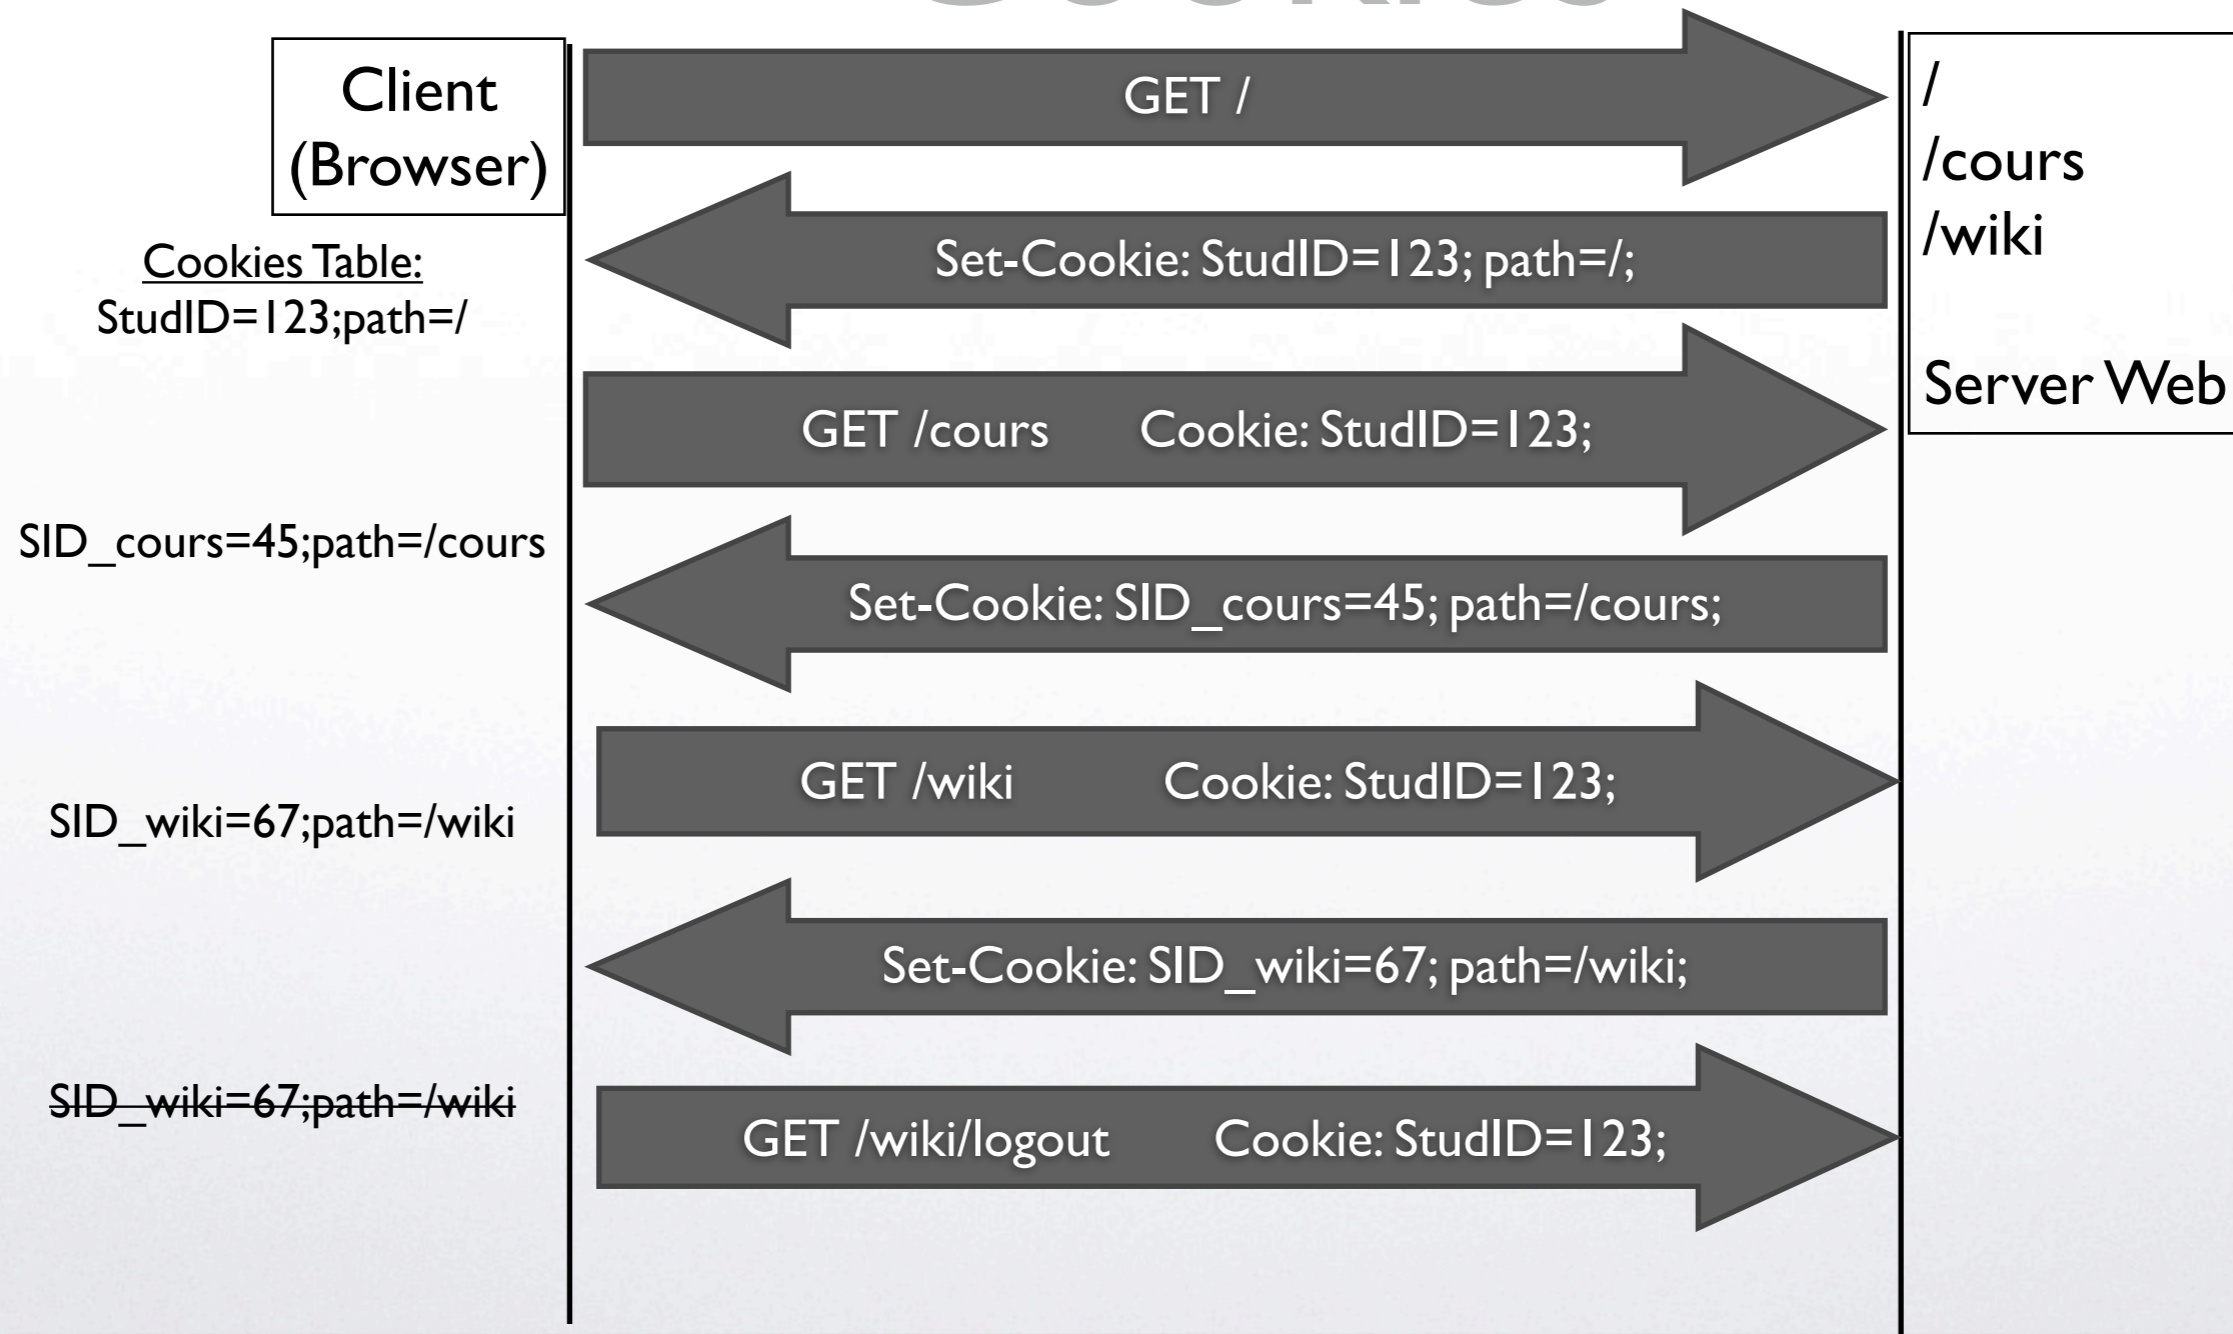 Cookies
Client
(Browser)
GET /
/
/cours
/wiki
Server Web
Set-Cookie: StudID=123; path=/;
Cookies Table:
StudID=123;path=/
GET /cours Cookie: StudID=123;
SID_cours=45;path=/cours
Set-Cookie: SID_cours=45; path=/cours;
GET /wiki Cookie: StudID=123;
SID_wiki=67;path=/wiki
Set-Cookie: SID_wiki=67; path=/wiki;
SID_wiki=67;path=/wiki
GET /wiki/logout Cookie: StudID=123;